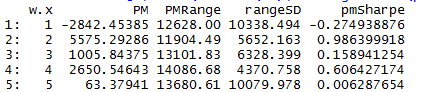 w.x PM PMRange rangeSD pmSharpe
1: 1 -2842.45385 12628.00 10338.494 -0.274938876
2: 2 5575.29286 11904.49 5652.163 0.986399918
3: 3 1005.84375 13101.83 6328.399 0.158941254
4: 4 2650.54643 14086.68 4370.758 0.606427174
5: 5 63.37941 13680.61 10079.978 0.006287654